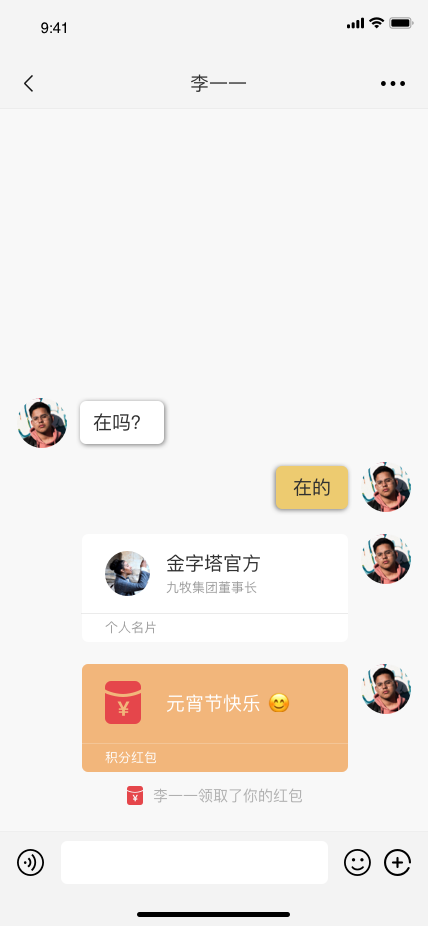 9:41
李一一
在吗?
在的
金字塔官方
九牧集团董事长
个人名片
¥
元宵节快乐 😊
积分红包
¥
李一一领取了你的红包